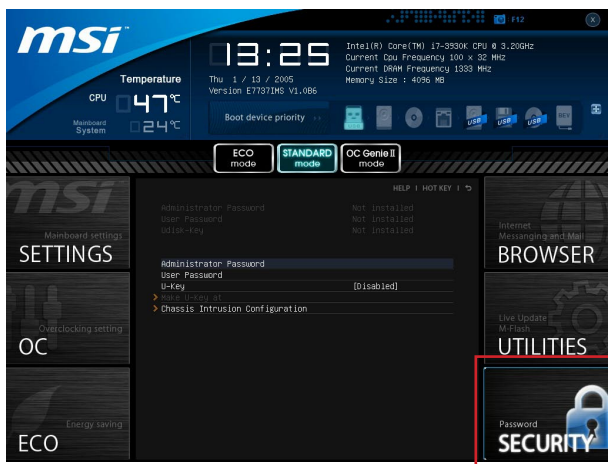 F12
msi
13:25
Intel(R) Core(TM) i7-3930K CPU @ 3.20GHz
Current Cpu Frequency 100 x 32 MHz
Current DRAM Frequency 1333 MHz
Memory Size : 4096 MB
Temperature
Thu 1 / 13 / 2005
Version E7737IMS V1.0B6
CPU 47°C
Mainboard
System 24°C
Boot device priority
USB USB USB
ECO
mode
STANDARD
mode
OC Genie II
mode
HELP | HOT KEY |
msi
Mainboard settings
SETTINGS
Overclocking setting
OC
Energy saving
ECO
Administrator Password Not installed
User Password Not installed
Udisk-Key Not installed
Administrator Password
User Password
U-Key [Disabled]
Make U-Key at
Chassis Intrusion Configuration
Internet
Messanging and Mail
BROWSER
Live Update
M-Flash
UTILITIES
Password
SECURITY